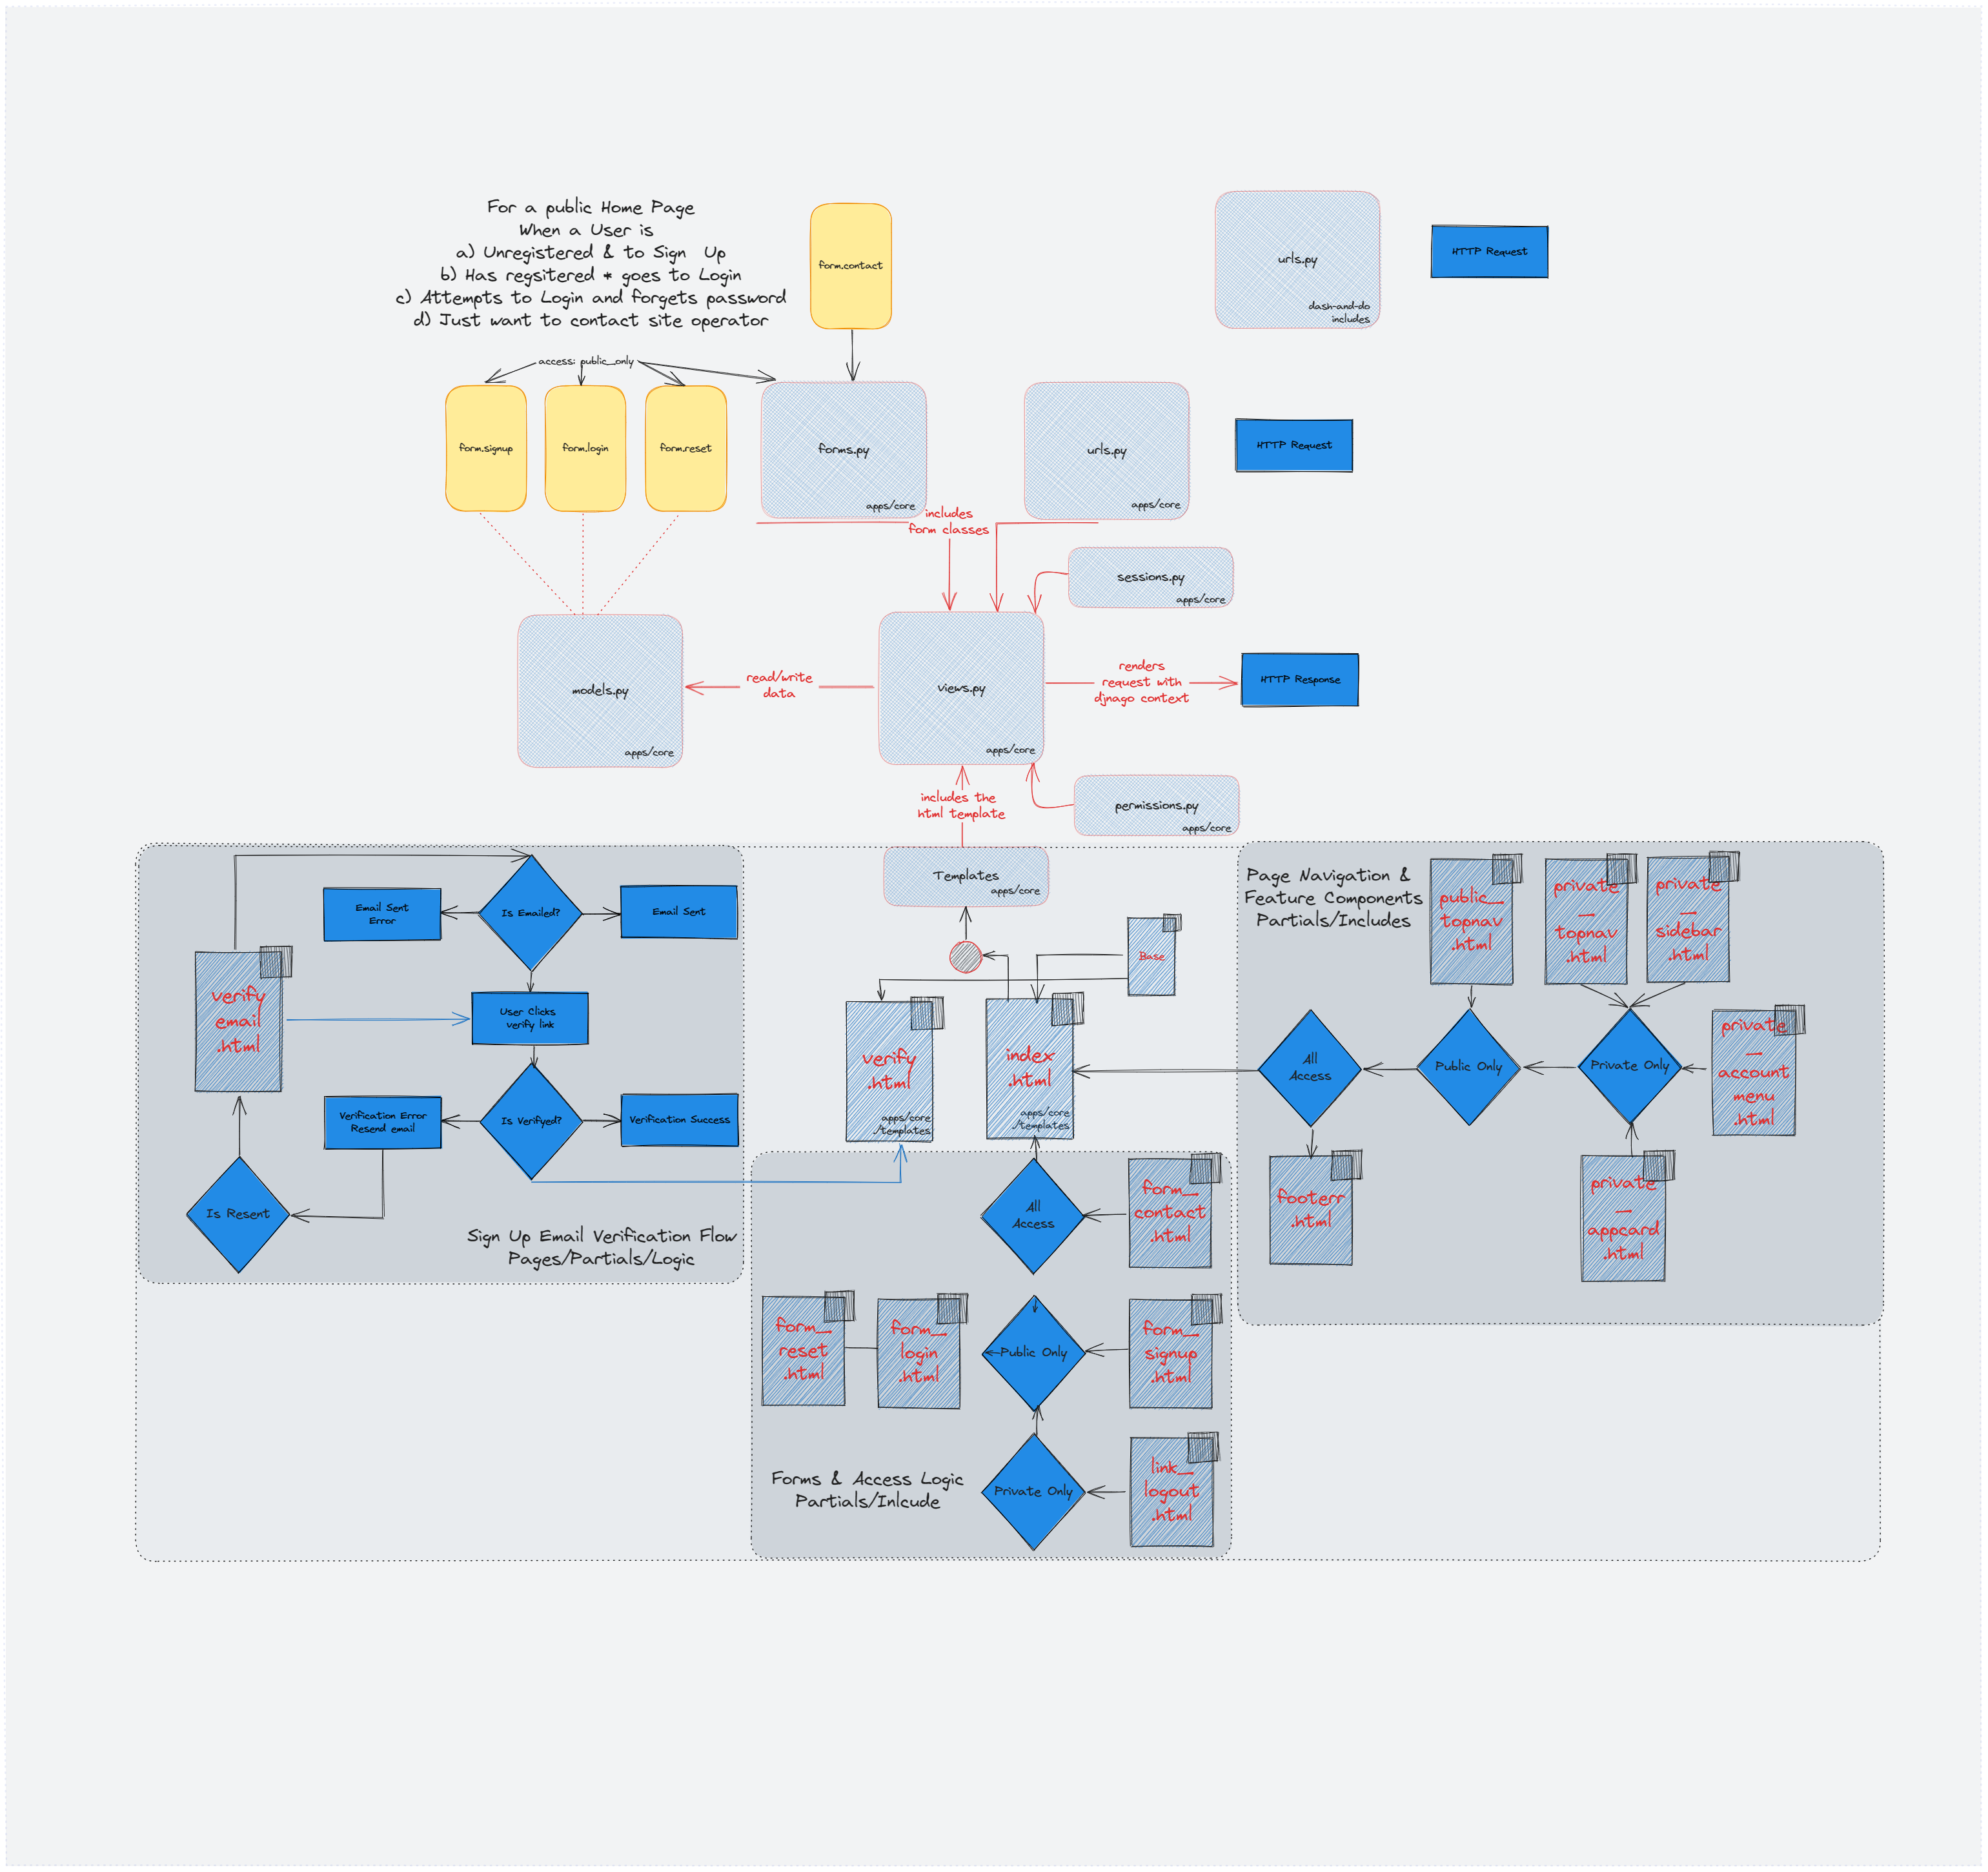 For a public Home Page
When a User is
a) Unregistered & to Sign Up
b) Has regsitered * goes to Login
c) Attempts to Login and forgets password
d) Just want to contact site operator
form.contact
urls.py
dash-and-do
includes
HTTP Request
access: public_only
form.signup
form.login
form.reset
forms.py
apps/core
urls.py
apps/core
HTTP Request
includes
form classes
sessions.py
apps/core
models.py
apps/core
read/write
data
views.py
apps/core
renders
request with
djnago context
HTTP Response
includes the
html template
permissions.py
apps/core
Templates
apps/core
Is Emailed?
Email Sent
Error
Email Sent
verify
email
.html
User Clicks
verify link
Verification Error
Resend email
Is Verifyed?
Verification Success
Is Resent
Sign Up Email Verification Flow
Pages/Partials/Logic
Base
verify
.html
apps/core
/templates
index
.html
apps/core
/templates
Page Navigation &
Feature Components
Partials/Includes
public_
topnav
.html
private
_
topnav
.html
private
_
sidebar
.html
All
Access
Public Only
Private Only
private
_
account
menu
.html
footerr
.html
private
_
appcard
.html
All
Access
form_
contact
.html
form_
reset
.html
form_
login
.html
Public Only
form_
signup
.html
Forms & Access Logic
Partials/Inlcude
Private Only
link_
logout
.html